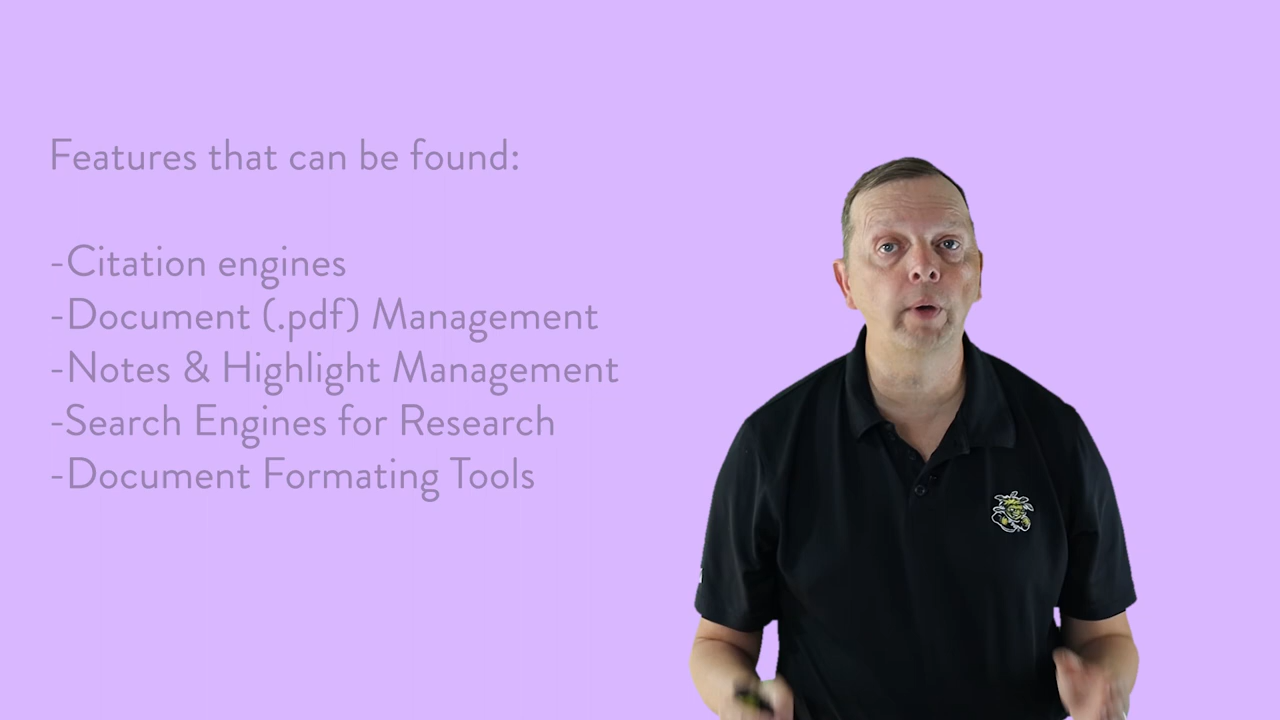 Features that can be found:
-Citation engines
-Document (.pdf) Management
-Notes & Highlight Management
-Search Engines for Research
-Document Formating Tools